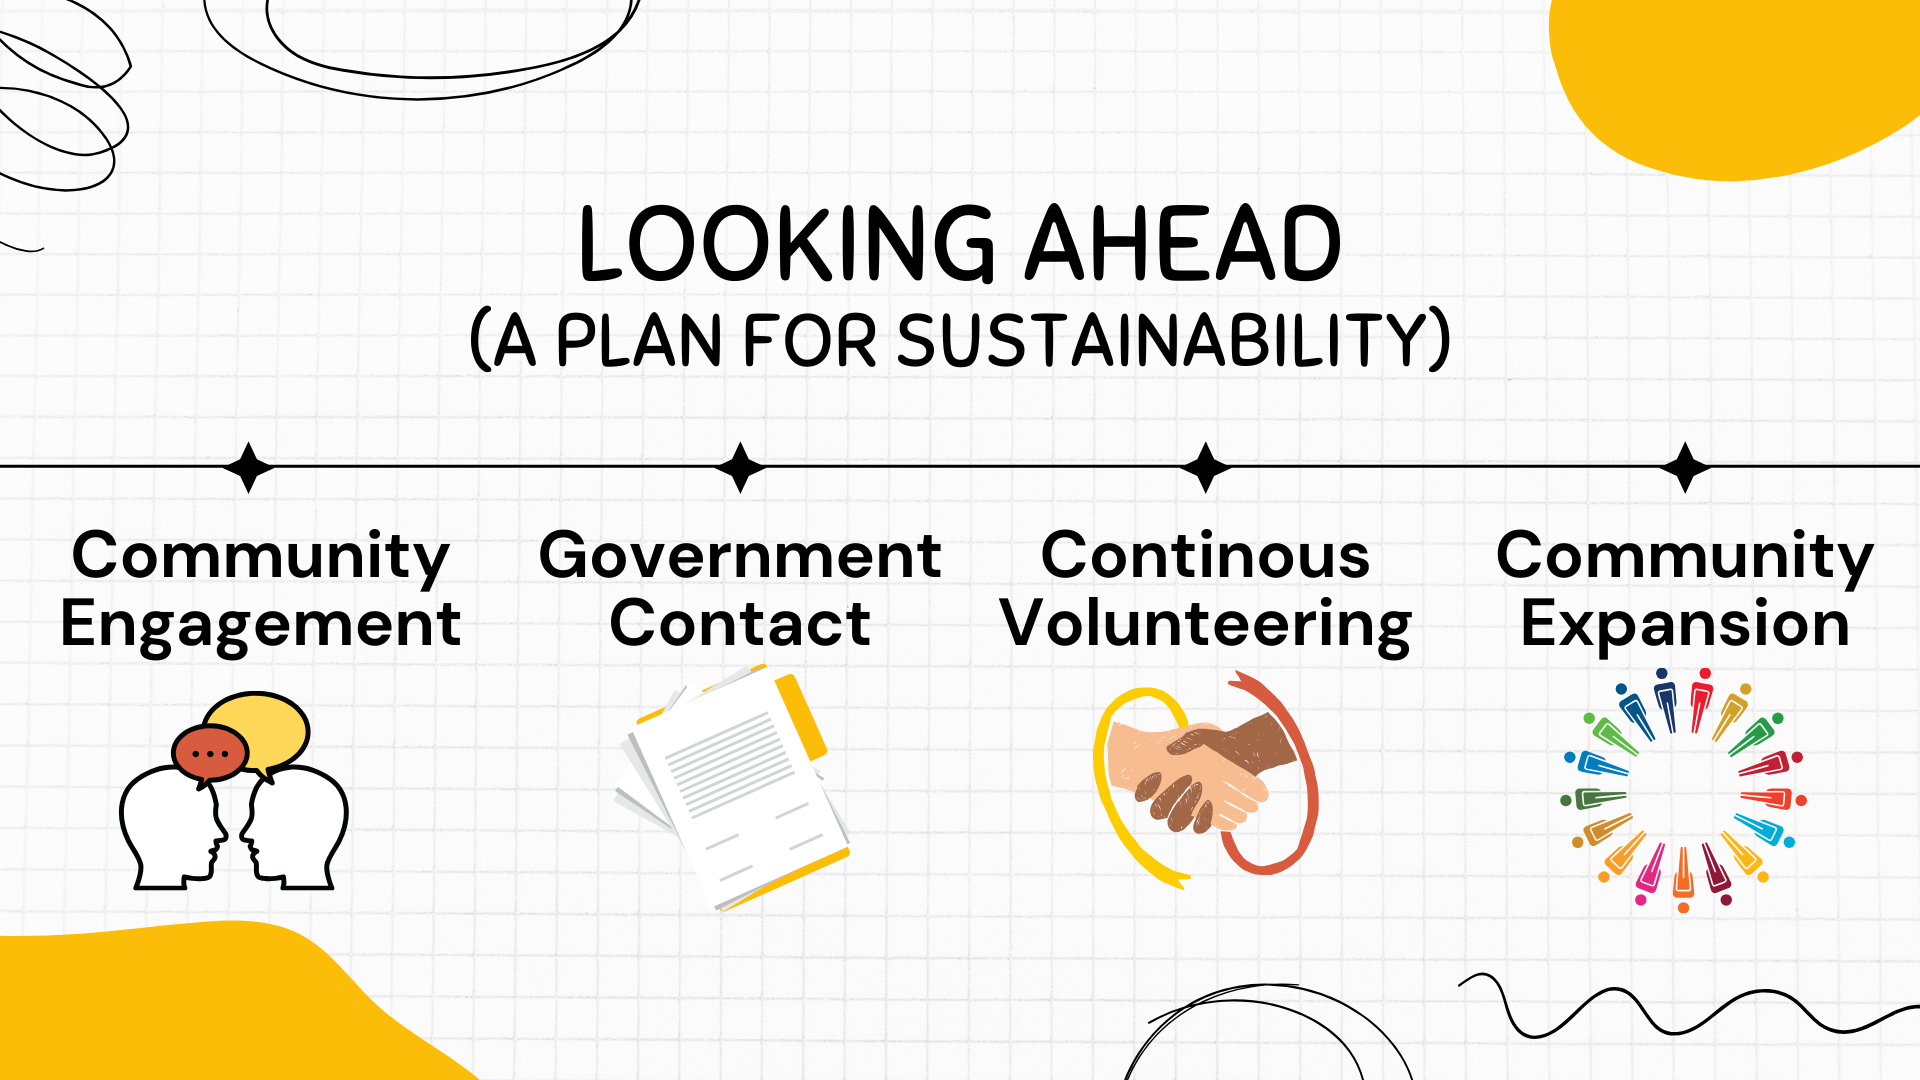 LOOKING AHEAD
(A PLAN FOR SUSTAINABILITY)
Community
Engagement
Government
Contact
Continous
Volunteering
Community
Expansion